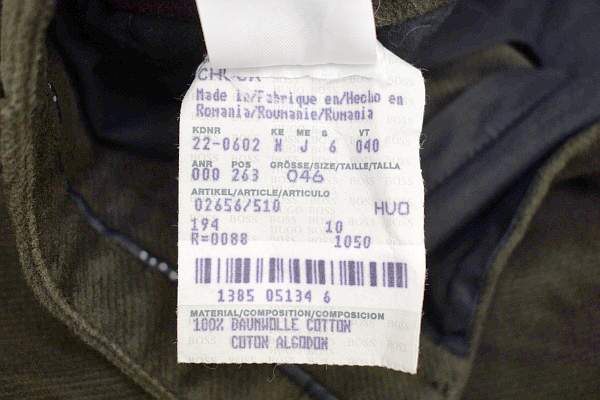 Made in/Fabrique en/Hecho en
Romania/Roumanie/Rumania
KDNR KE ME S VT
22-0602 N J 6 040
ANR POS GRÖSSE/SIZE/TAILLE/TALLA
000 263 046
ARTIKEL/ARTICLE/ARTICULO
02656/510 HUO
194 10
R=0088 1050
1385 05134 6
MATERIAL/COMPOSITION/COMPOSICION
100% BAUMWOLLE COTTON
COTON ALGODON